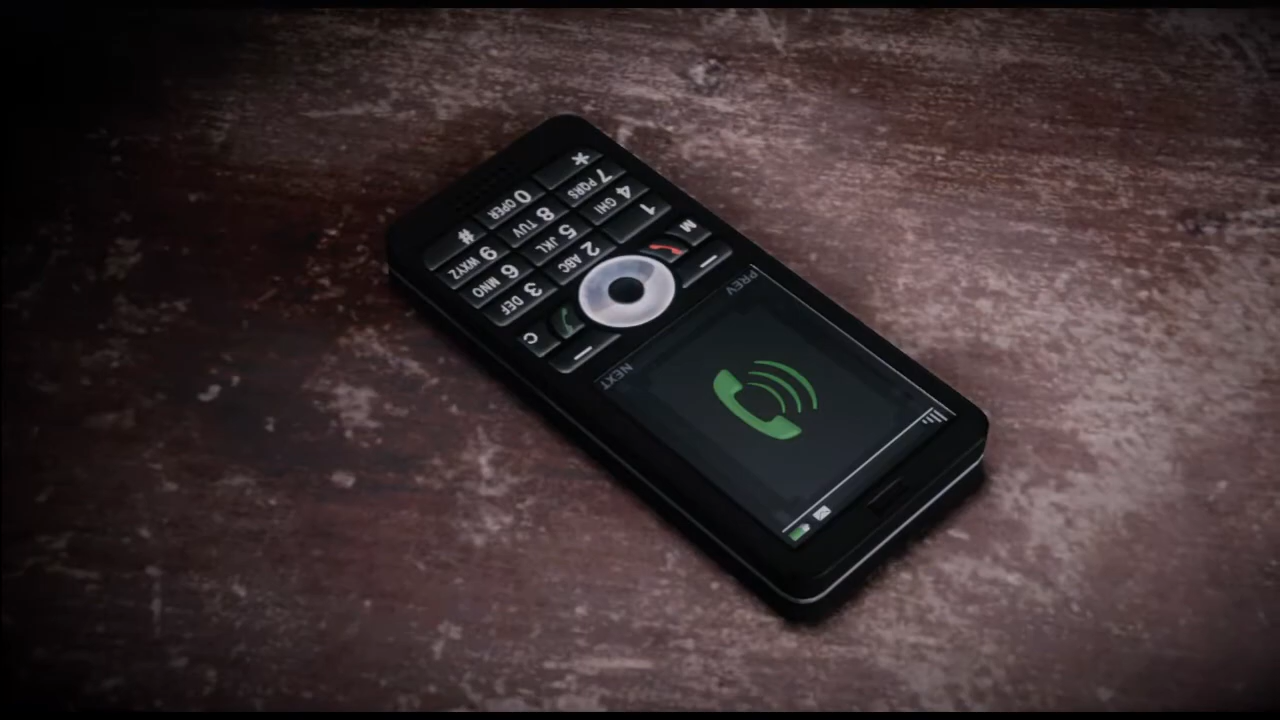 PREV NEXT
M C
1 2 ABC 3 DEF
4 GHI 5 JKL 6 MNO
7 PQRS 8 TUV 9 WXYZ
* 0 OPER #